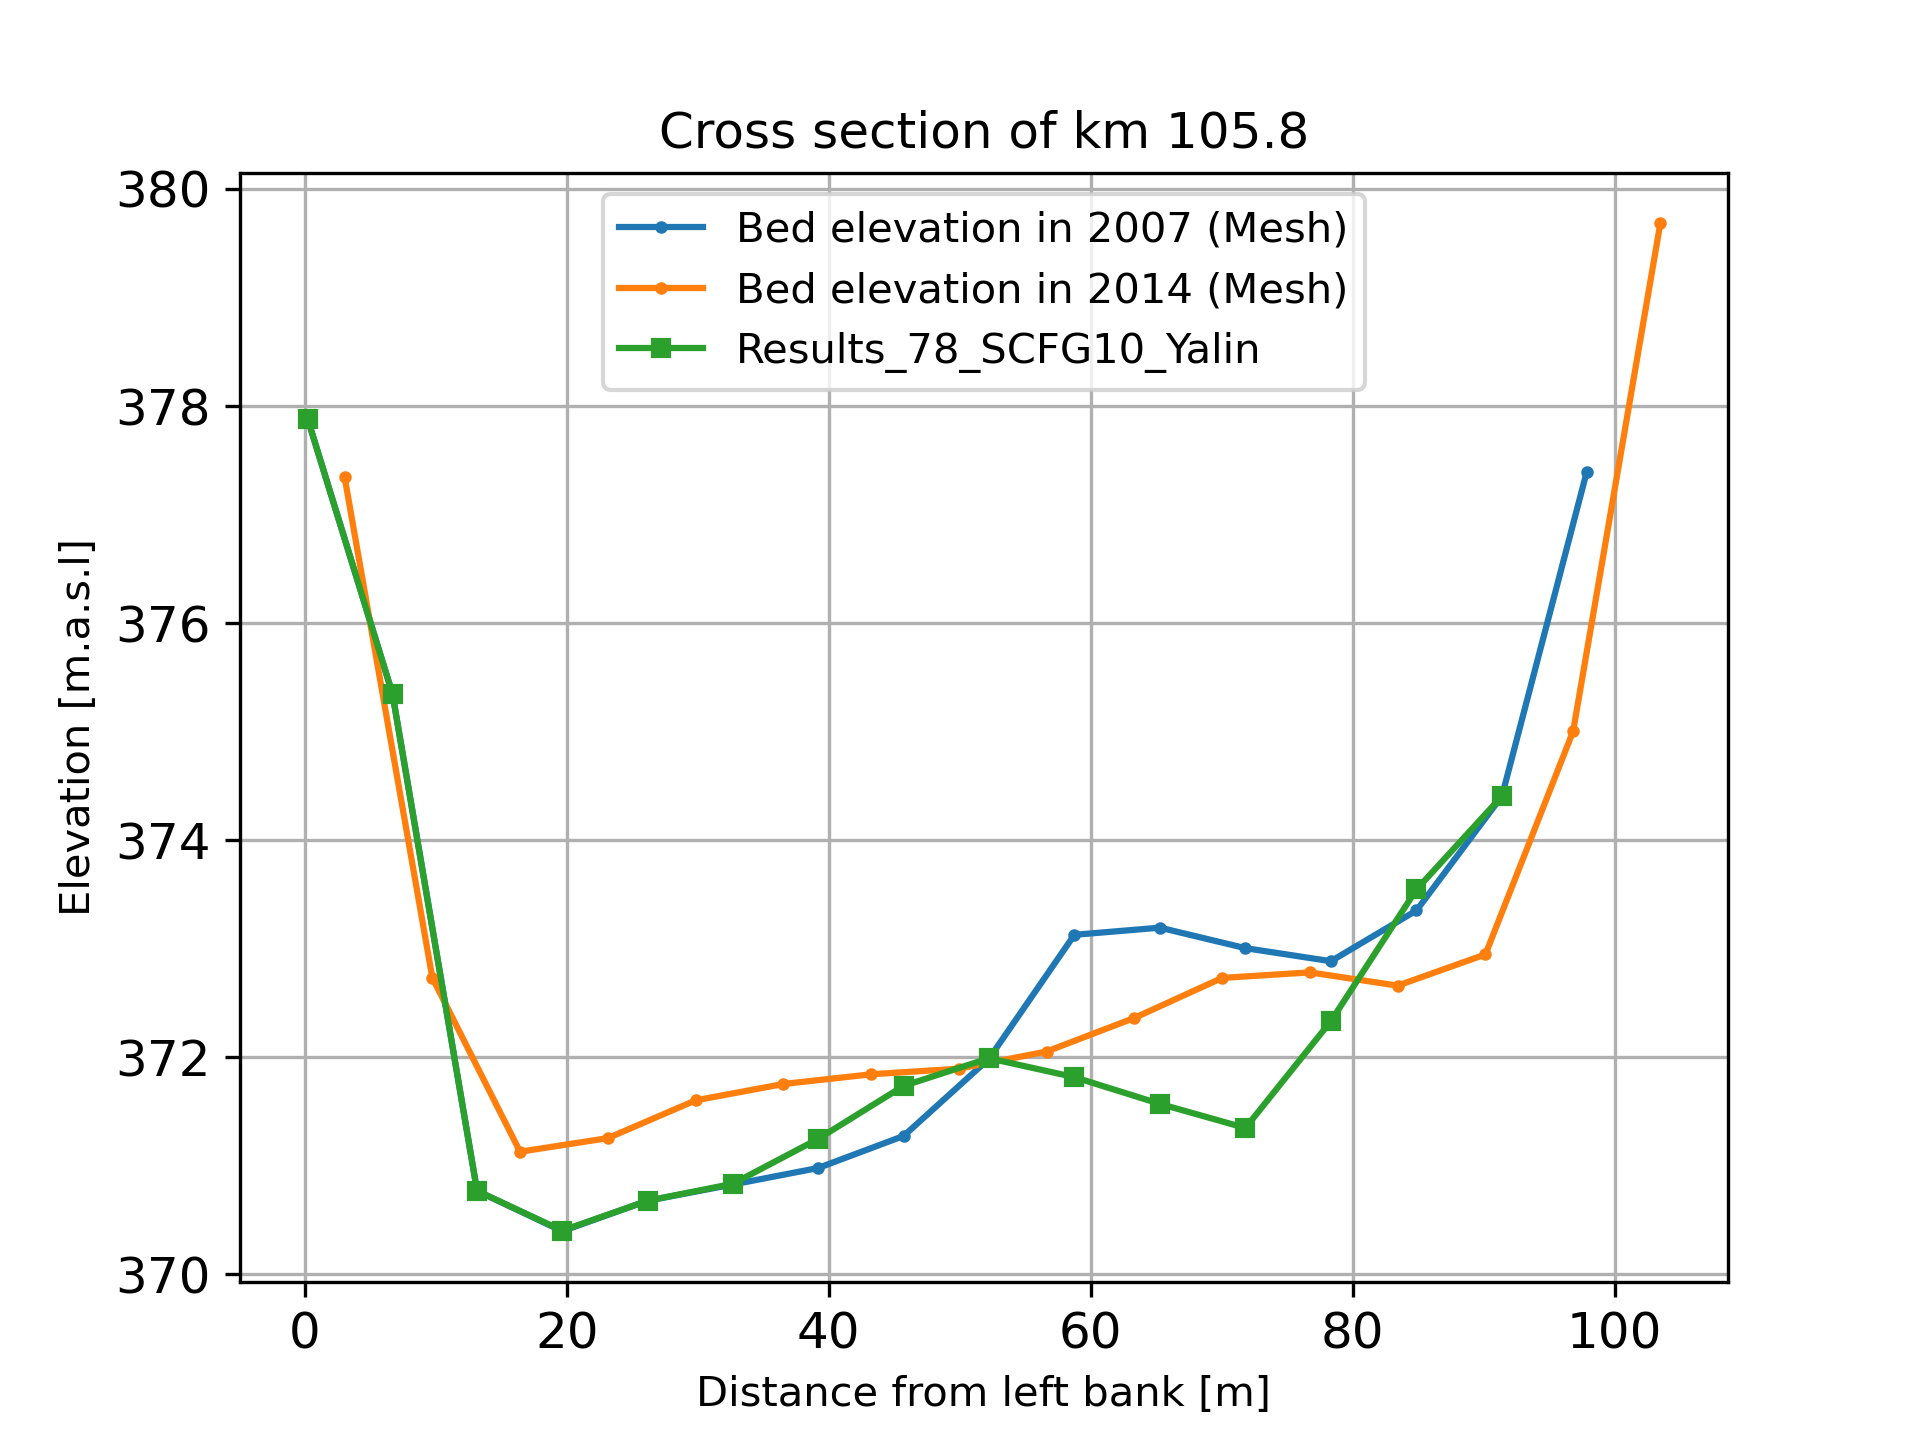 Cross section of km 105.8
Bed elevation in 2007 (Mesh)
Bed elevation in 2014 (Mesh)
Results_78_SCFG10_Yalin
380
378
376
374
372
370
Elevation [m.a.s.l]
0 20 40 60 80 100
Distance from left bank [m]